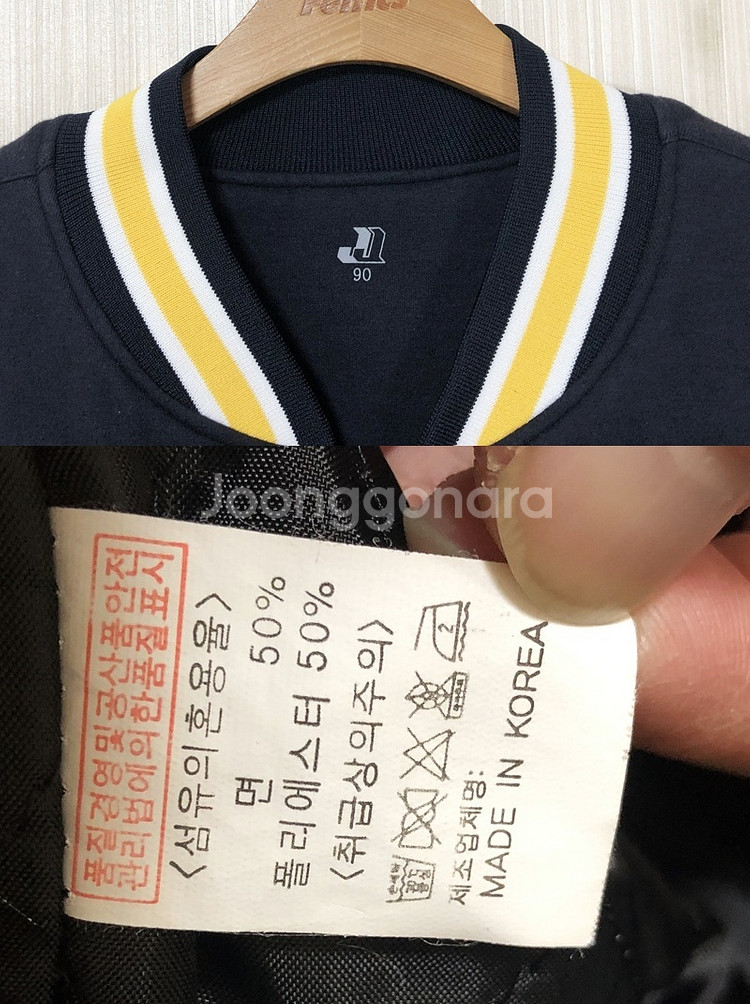 Points
90
Joonggonara
품질경영및공산품안전
관리법에의한품질표시
<섬유의혼용율>
면 50%
폴리에스터 50%
<취급상의주의>
2
제조업체명:
MADE IN KOREA